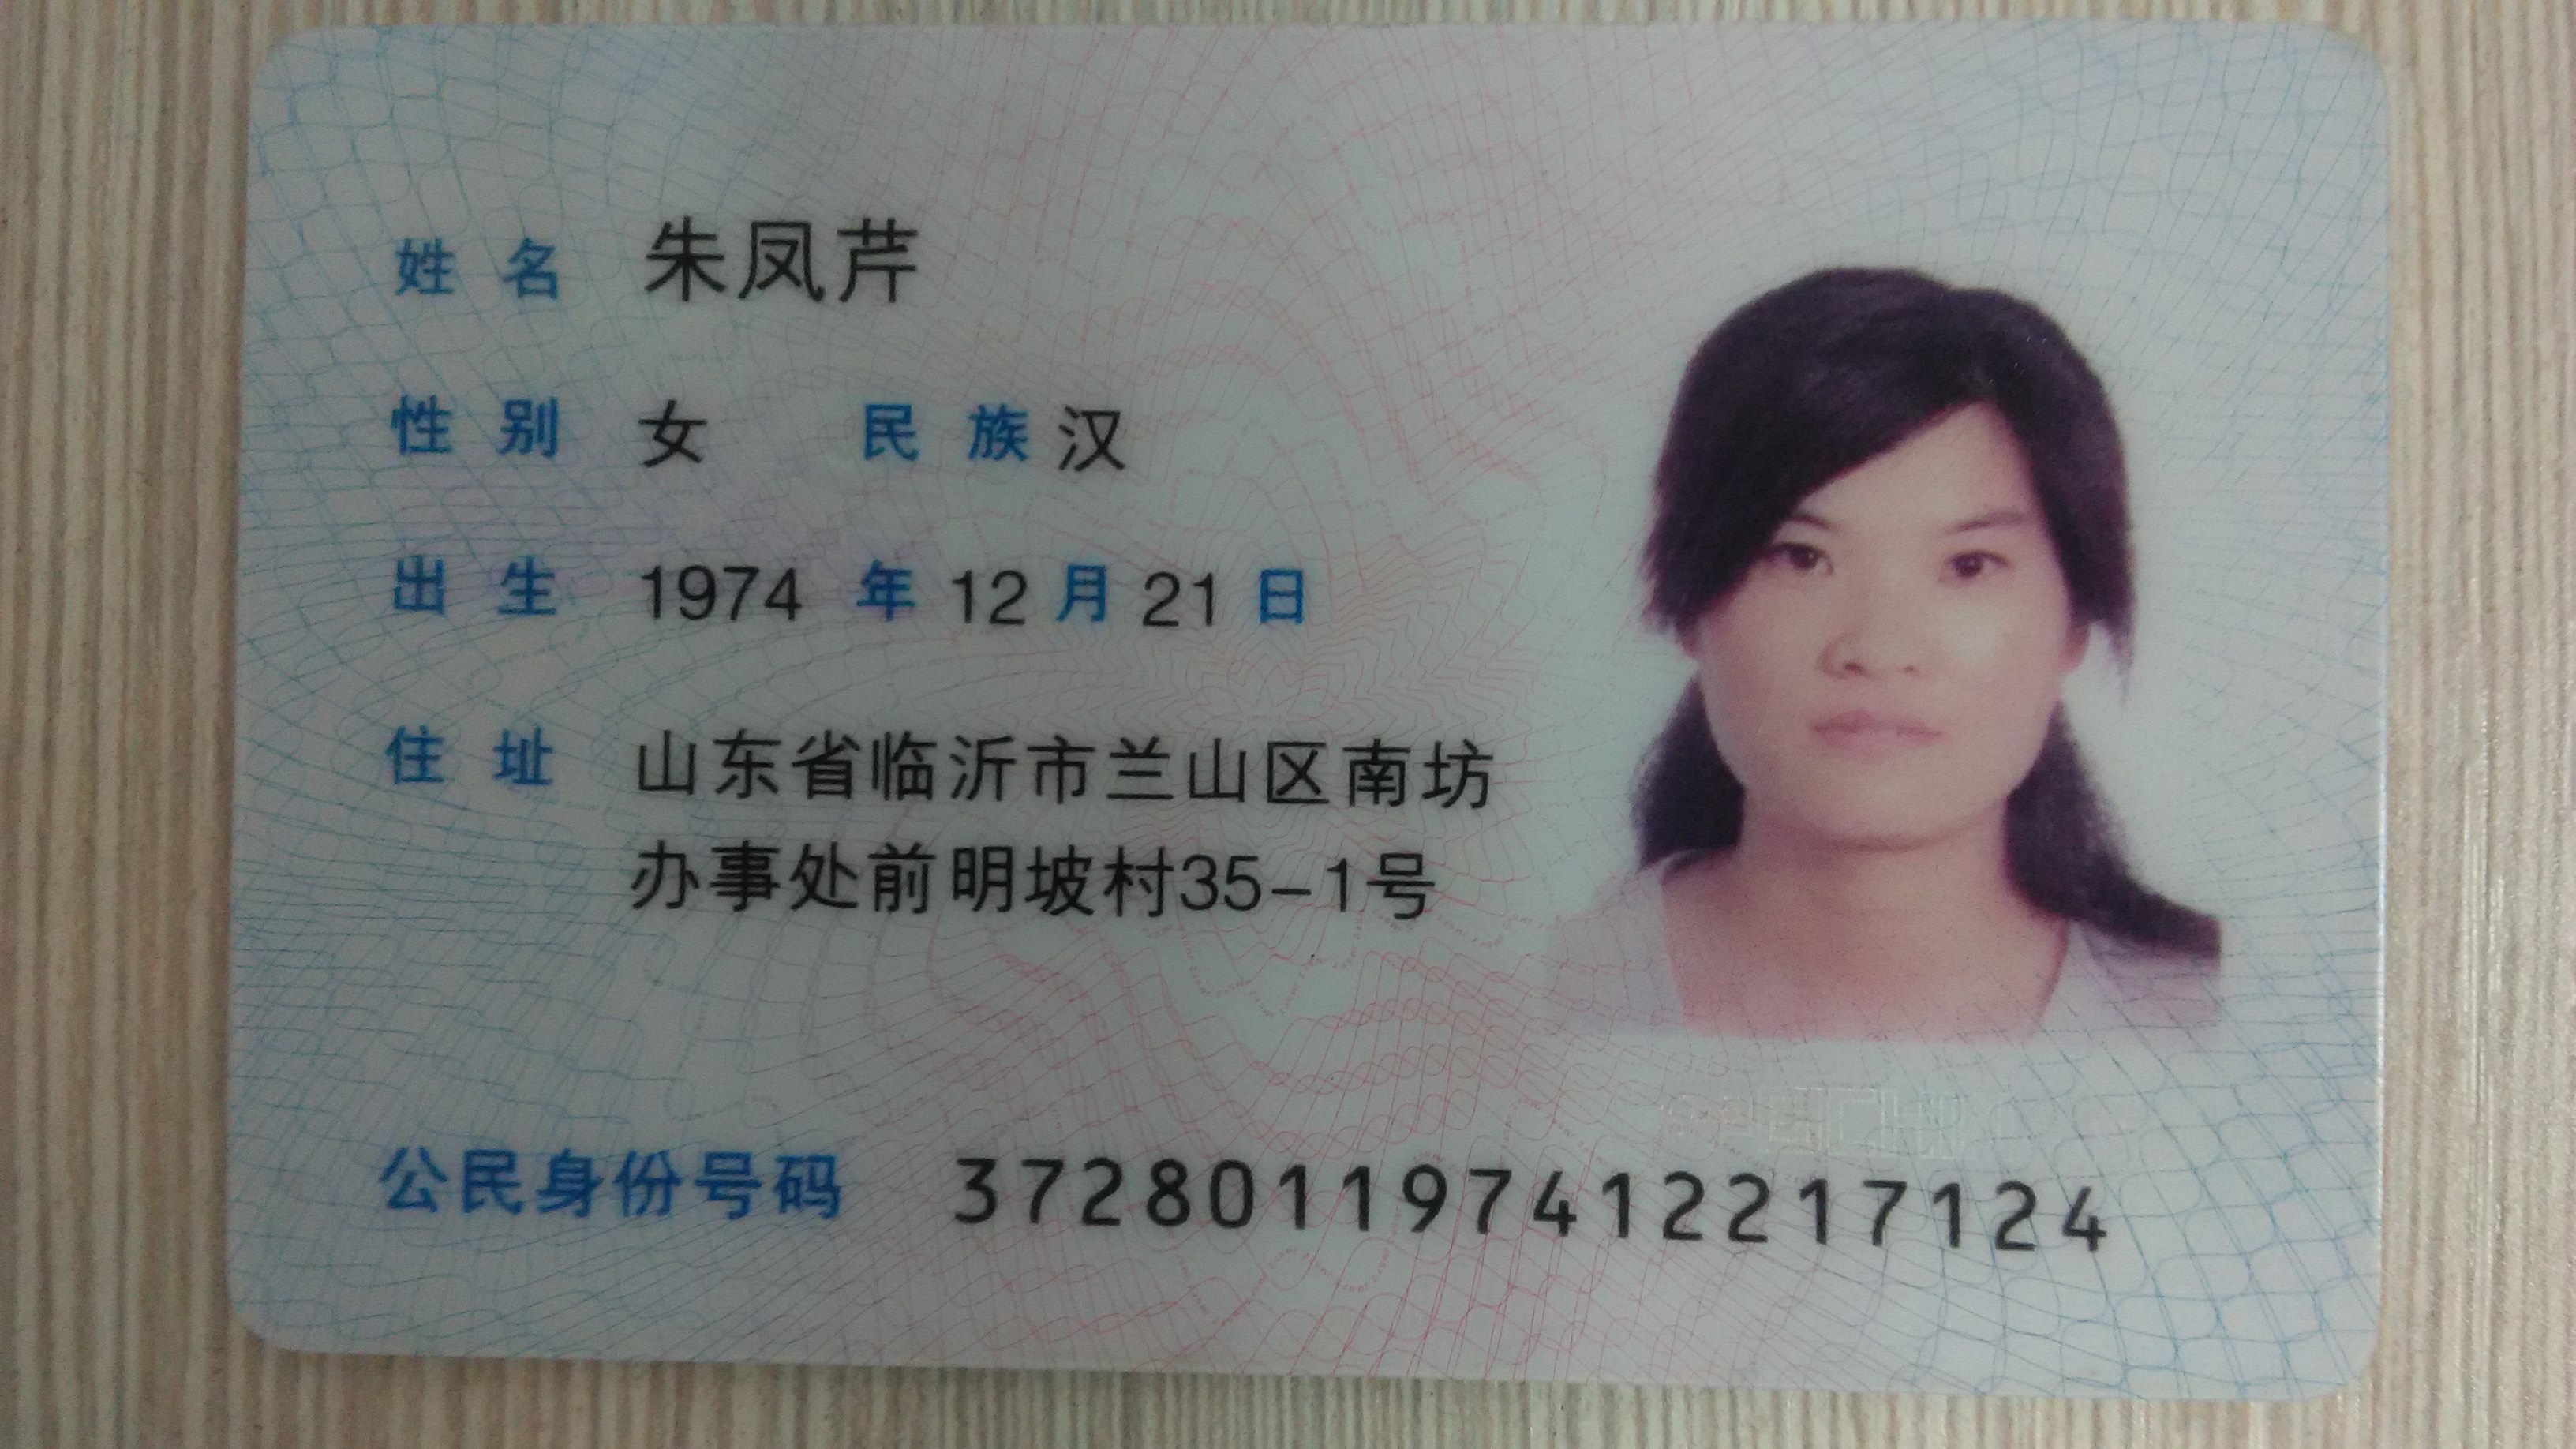 姓名 朱凤芹
性别 女 民族 汉
出生 1974 年 12 月 21 日
住址 山东省临沂市兰山区南坊
办事处前明坡村35-1号
公民身份号码 372801197412217124